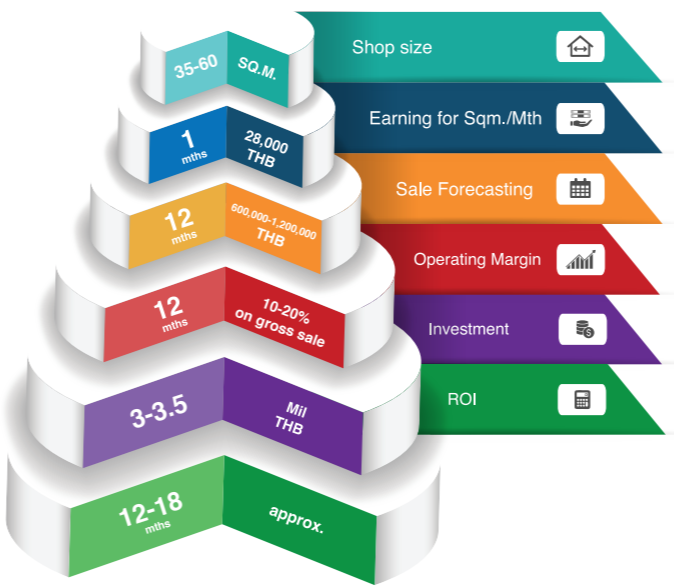 35-60 SQ.M.
Shop size
1
mths
28,000
THB
Earning for Sqm./Mth
12
mths
600,000-1,200,000
THB
Sale Forecasting
12
mths
10-20%
on gross sale
Operating Margin
3-3.5
Mil
THB
Investment
12-18
mths
approx.
ROI